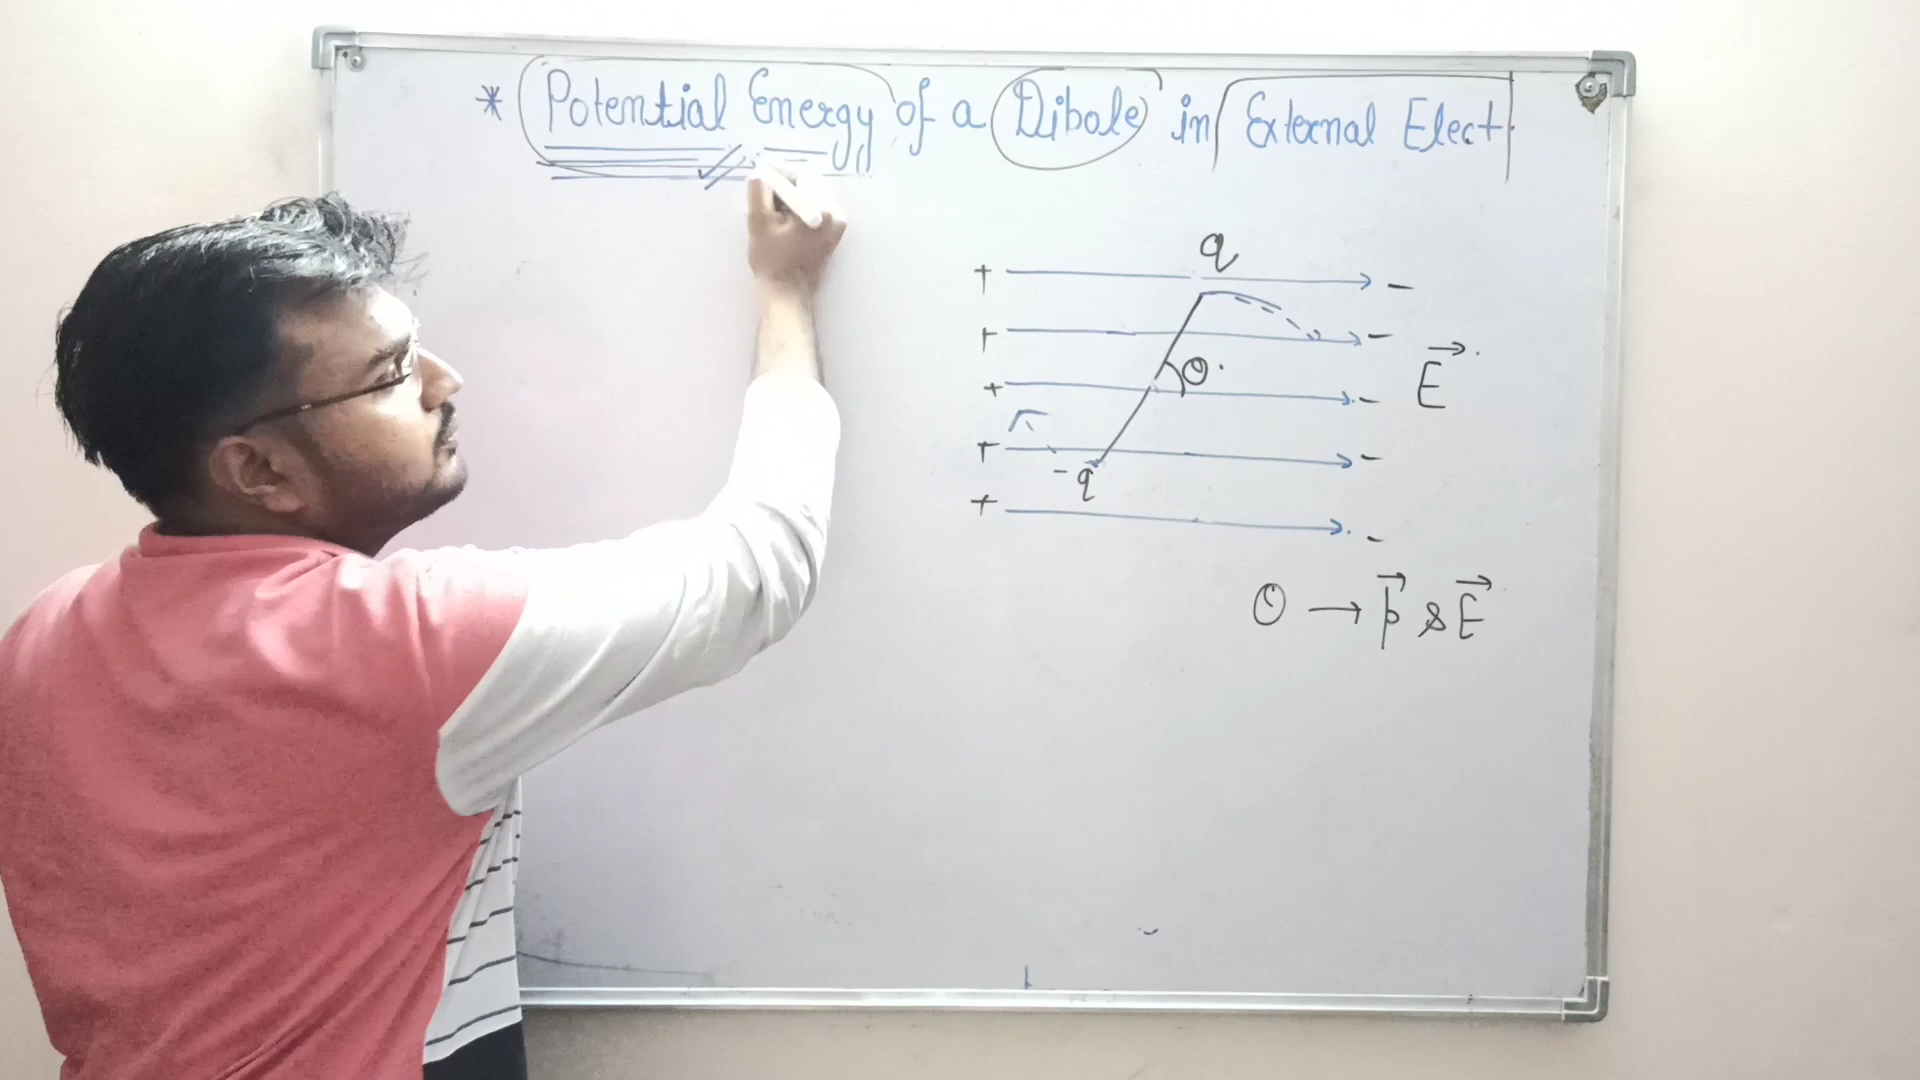 * Potential Energy of a Dibole in External Elect.
q
+ -
+ -
θ.
E
+ -
+ -
-q
+ -
θ → p & E